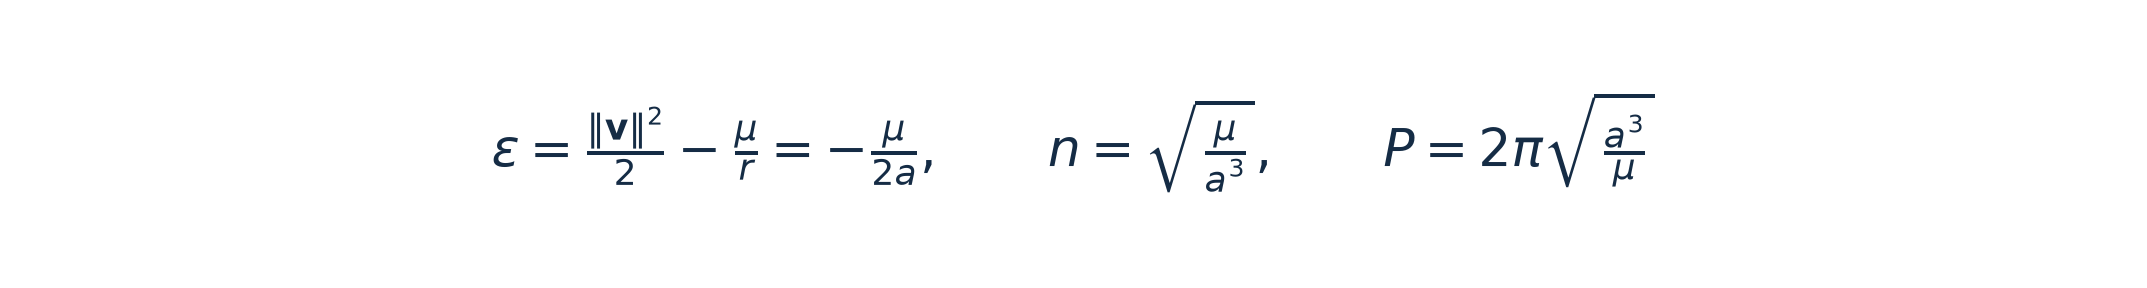 ε = ‖𝐯‖²/2 − μ/r = −μ/2a,  n = √(μ/a³),  P = 2π√(a³/μ)